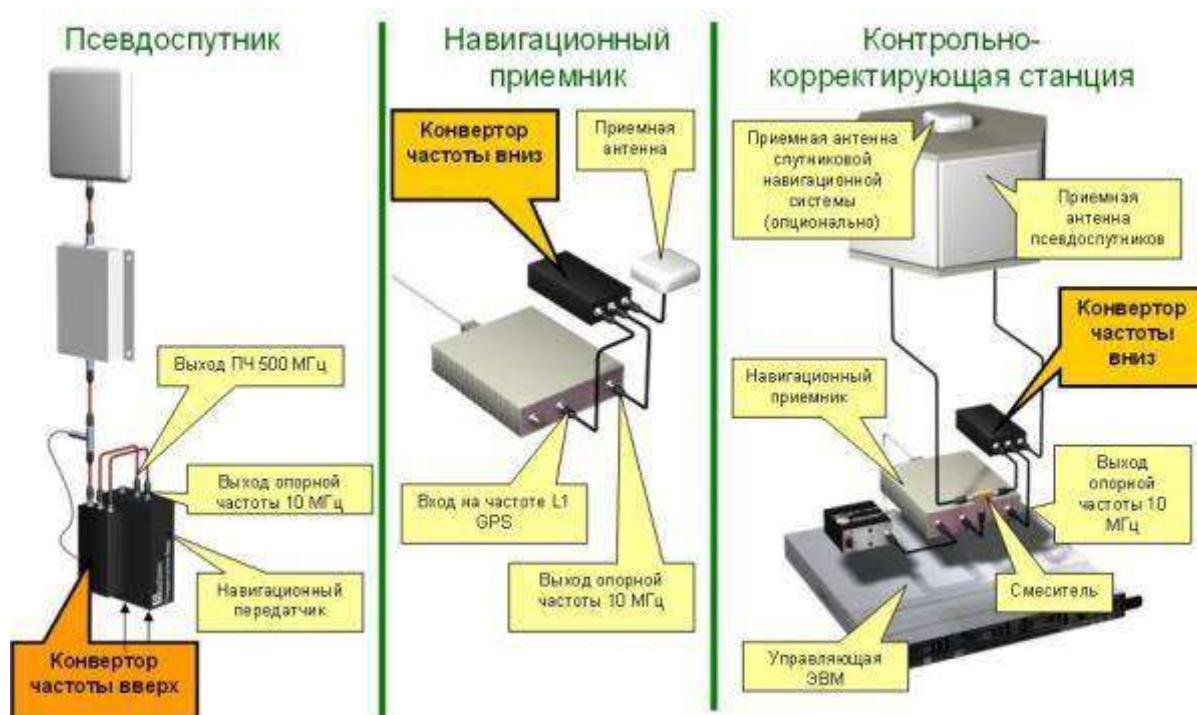 Псевдоспутник
Выход ПЧ 500 МГц
Выход опорной
частоты 10 МГц
Навигационный
передатчик
Конвертор
частоты вверх
Навигационный
приемник
Конвертор
частоты вниз
Приемная
антенна
Вход на частоте L1
GPS
Выход опорной
частоты 10 МГц
Контрольно-
корректирующая станция
Приемная антенна
спутниковой
навигационной
системы
(опционально)
Приемная
антенна
псевдоспутников
Конвертор
частоты
вниз
Навигационный
приемник
Выход
опорной
частоты 10
МГц
Смеситель
Управляющая
ЭВМ